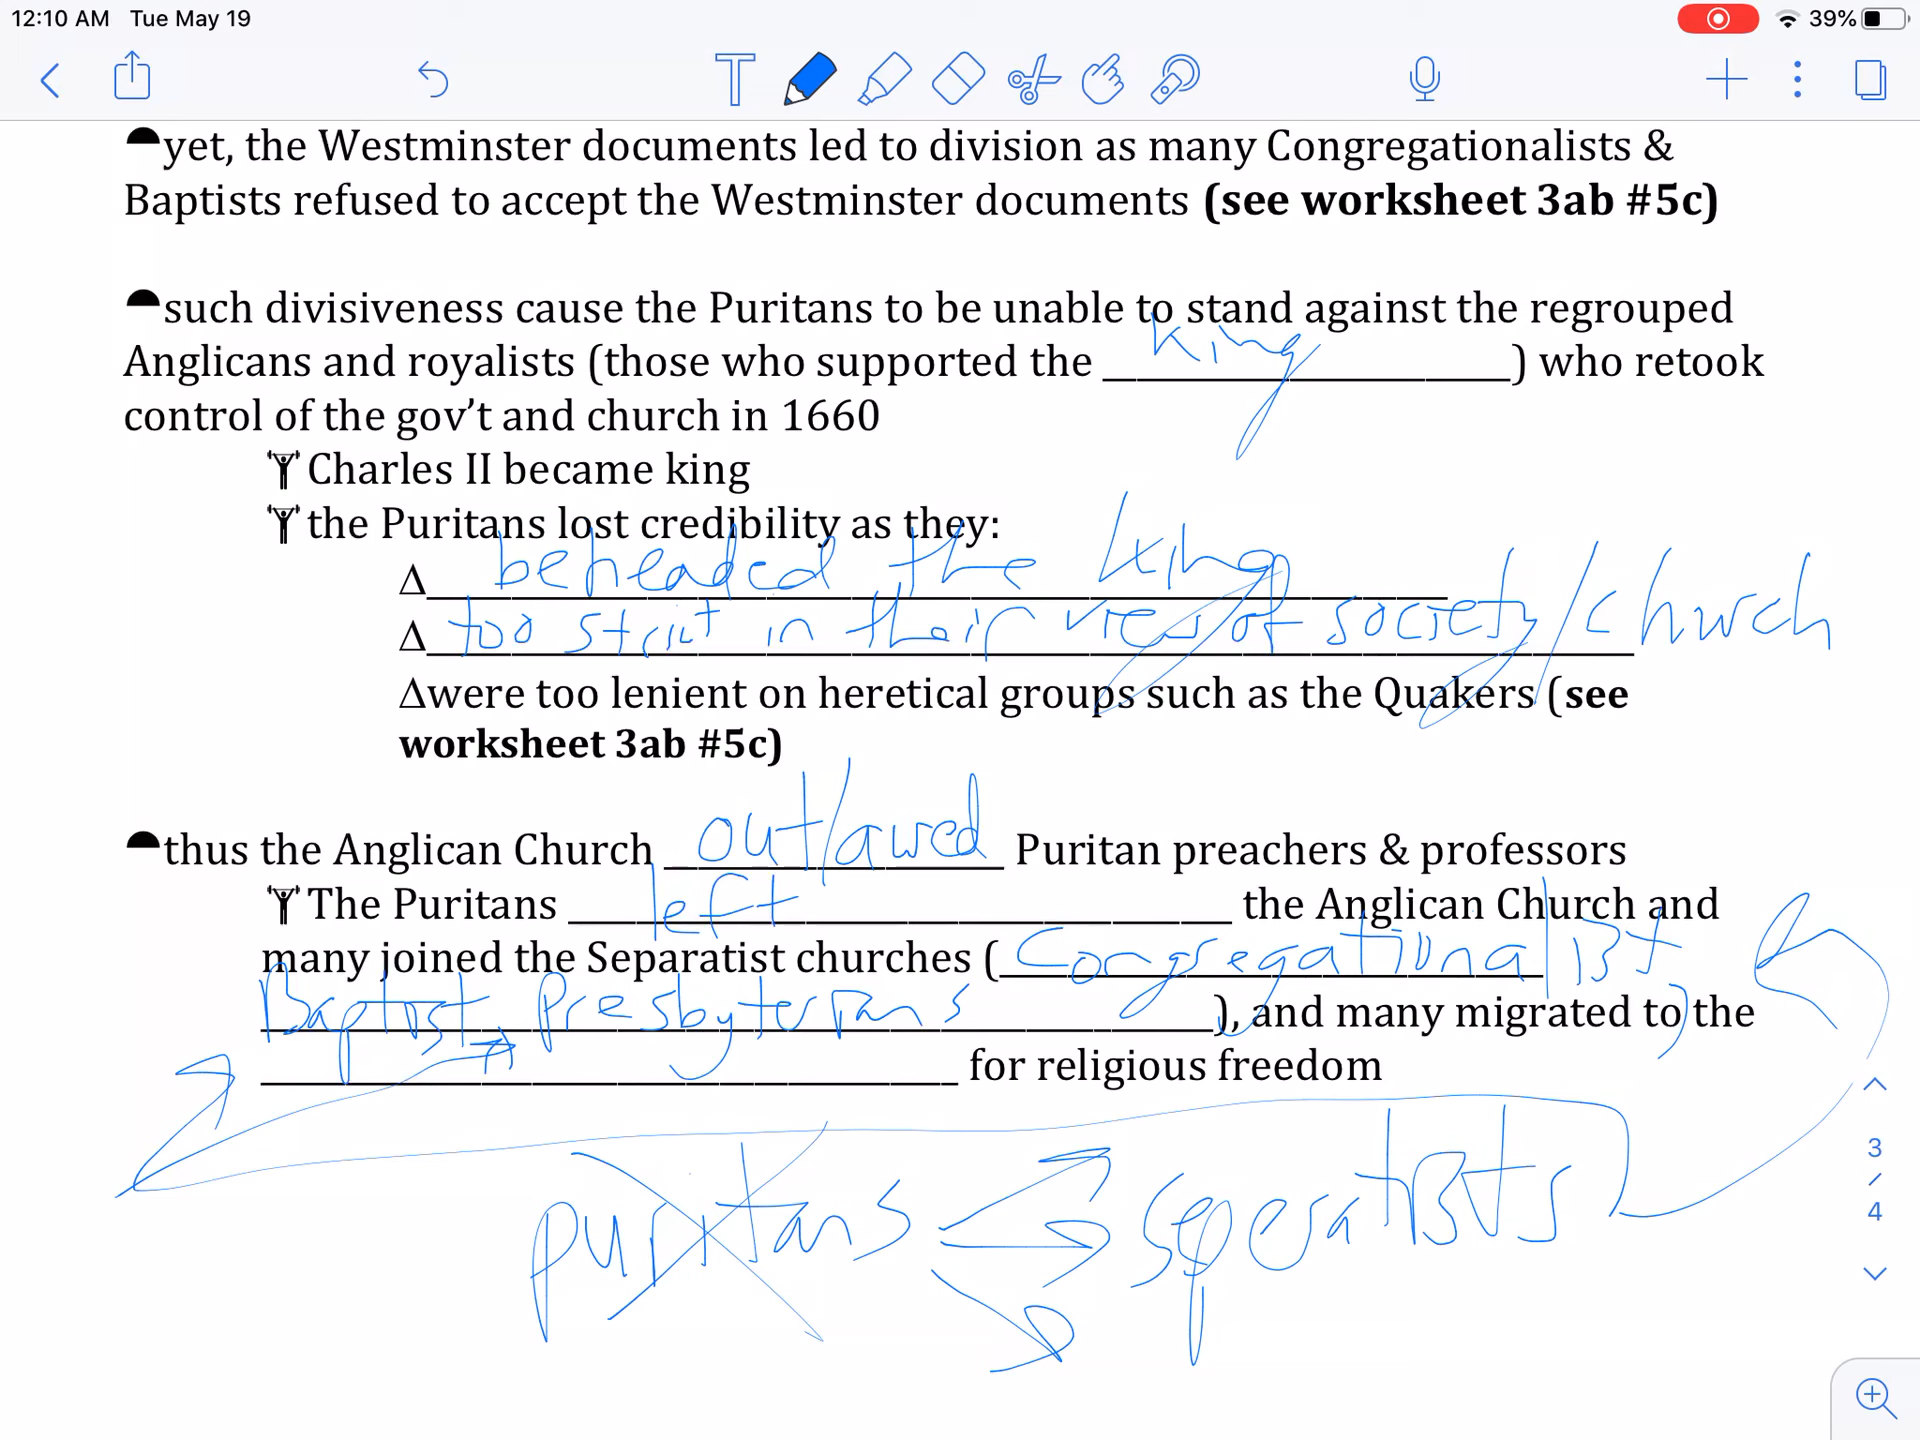 12:10 AM Tue May 19
39%
yet, the Westminster documents led to division as many Congregationalists &
Baptists refused to accept the Westminster documents (see worksheet 3ab #5c)
such divisiveness cause the Puritans to be unable to stand against the regrouped
Anglicans and royalists (those who supported the king) who retook
control of the gov't and church in 1660
Charles II became king
the Puritans lost credibility as they:
Δ beheaded the king
Δ too strict in their view of society/church
Δwere too lenient on heretical groups such as the Quakers (see
worksheet 3ab #5c)
thus the Anglican Church outlawed Puritan preachers & professors
The Puritans left the Anglican Church and
many joined the Separatist churches (Congregationalist,
Baptist, Presbyterians), and many migrated to the
for religious freedom
puritans seperatists
3
/
4